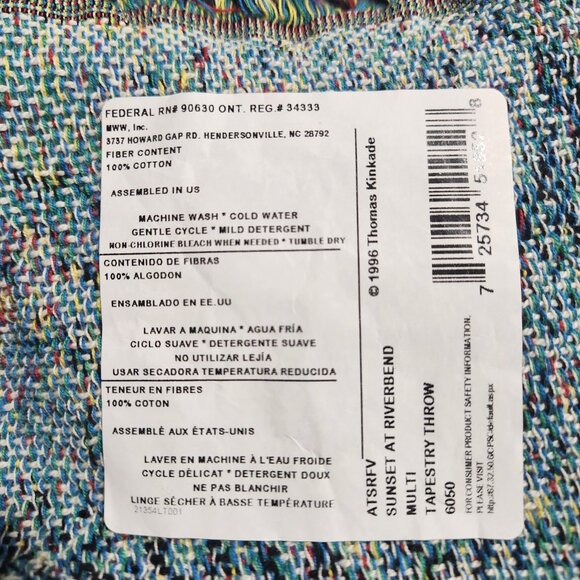 FEDERAL RN# 90630 ONT. REG.# 34333
MWW, Inc.
3737 HOWARD GAP RD. HENDERSONVILLE, NC 28792
FIBER CONTENT
100% COTTON
ASSEMBLED IN US
MACHINE WASH * COLD WATER
GENTLE CYCLE * MILD DETERGENT
NON-CHLORINE BLEACH WHEN NEEDED * TUMBLE DRY
CONTENIDO DE FIBRAS
100% ALGODON
ENSAMBLADO EN EE.UU
LAVAR A MAQUINA * AGUA FRÍA
CICLO SUAVE * DETERGENTE SUAVE
NO UTILIZAR LEJÍA
USAR SECADORA TEMPERATURA REDUCIDA
TENEUR EN FIBRES
100% COTON
ASSEMBLÉ AUX ÉTATS-UNIS
LAVER EN MACHINE À L'EAU FROIDE
CYCLE DÉLICAT * DETERGENT DOUX
NE PAS BLANCHIR
LINGE SÉCHER À BASSE TEMPÉRATURE
21354LT001
© 1996 Thomas Kinkade
ATSRFV
SUNSET AT RIVERBEND
MULTI
TAPESTRY THROW
6050
7 25734 8
FOR CONSUMER PRODUCT SAFETY INFORMATION,
PLEASE VISIT